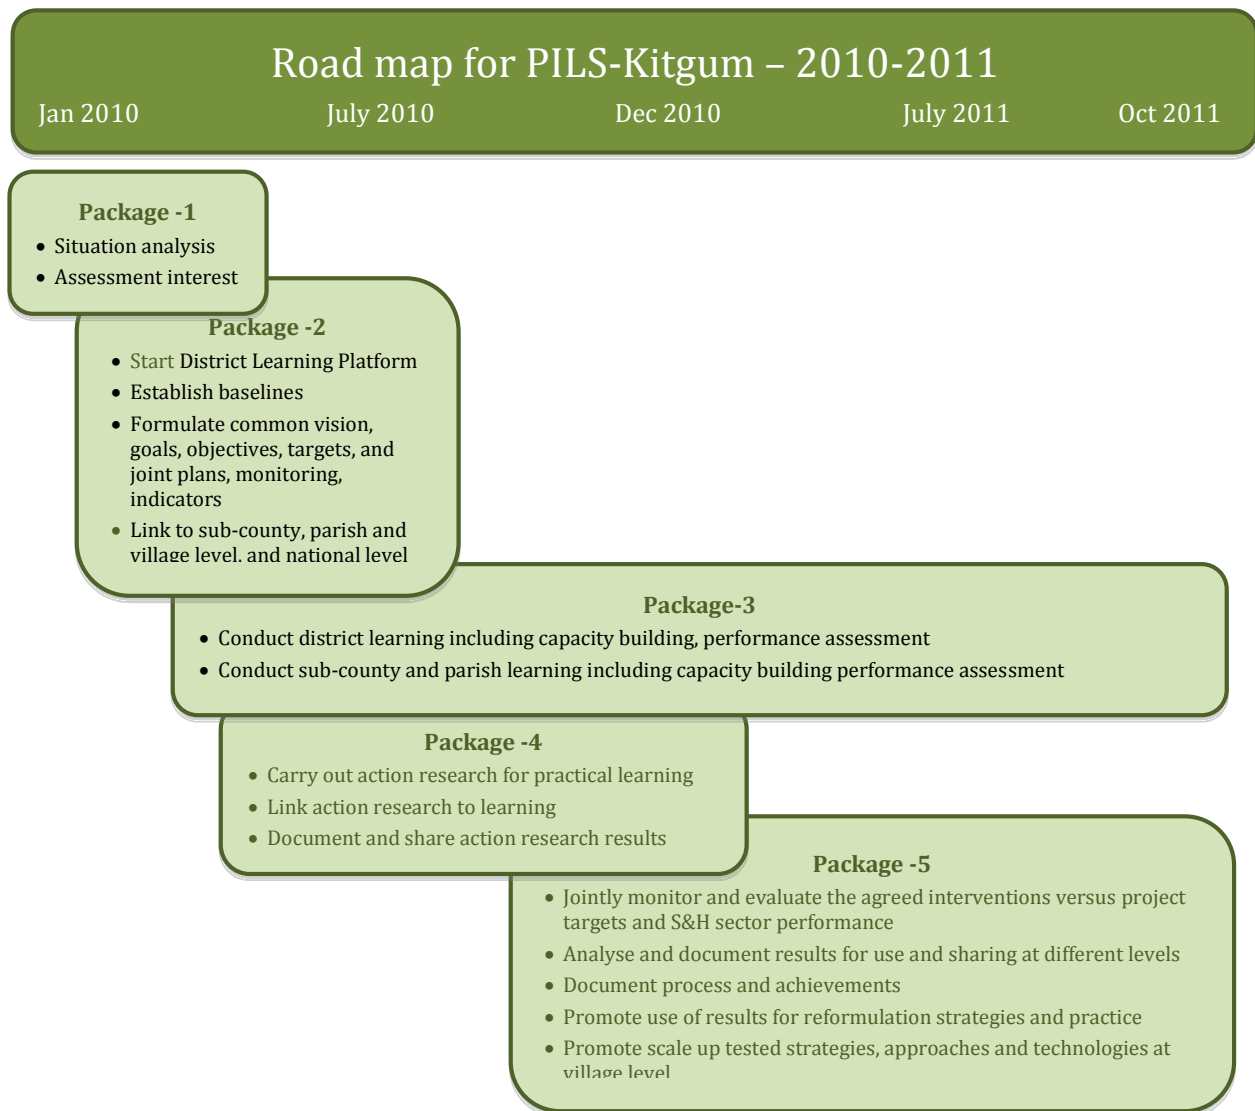 Road map for PILS-Kitgum – 2010-2011
Jan 2010 July 2010 Dec 2010 July 2011 Oct 2011
Package -1
• Situation analysis
• Assessment interest
Package -2
• Start District Learning Platform
• Establish baselines
• Formulate common vision,
goals, objectives, targets, and
joint plans, monitoring,
indicators
• Link to sub-county, parish and
village level, and national level
Package-3
• Conduct district learning including capacity building, performance assessment
• Conduct sub-county and parish learning including capacity building performance assessment
Package -4
• Carry out action research for practical learning
• Link action research to learning
• Document and share action research results
Package -5
• Jointly monitor and evaluate the agreed interventions versus project
targets and S&H sector performance
• Analyse and document results for use and sharing at different levels
• Document process and achievements
• Promote use of results for reformulation strategies and practice
• Promote scale up tested strategies, approaches and technologies at
village level